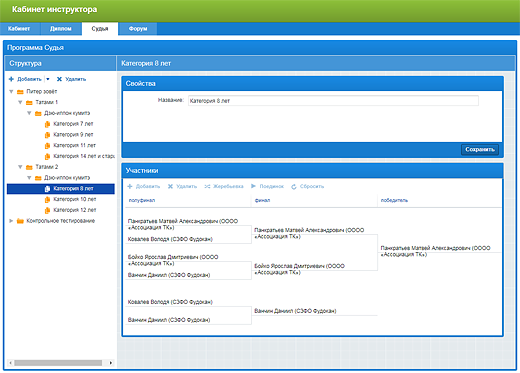 Кабинет инструктора
Кабинет Диплом Судья Форум
Программа Судья
Структура
Добавить Удалить
Питер зовёт
Татами 1
Дзю-иппон кумитэ
Категория 7 лет
Категория 9 лет
Категория 11 лет
Категория 14 лет и стар
Татами 2
Дзю-иппон кумитэ
Категория 8 лет
Категория 10 лет
Категория 12 лет
Контрольное тестирование
Категория 8 лет
Свойства
Название: Категория 8 лет
Сохранить
Участники
Добавить Удалить Жеребьевка Поединок Сбросить
полуфинал финал победитель
Панкратьев Матвей Александрович (ОООО
«Ассоциация ТК»)
Ковалев Володя (СЗФО Фудокан)
Бойко Ярослав Дмитриевич (ОООО
«Ассоциация ТК»)
Ванчин Даниил (СЗФО Фудокан)
Ковалев Володя (СЗФО Фудокан)
Ванчин Даниил (СЗФО Фудокан)
Панкратьев Матвей Александрович (ОООО
«Ассоциация ТК»)
Бойко Ярослав Дмитриевич (ОООО
«Ассоциация ТК»)
Ванчин Даниил (СЗФО Фудокан)
Панкратьев Матвей Александрович (ОООО
«Ассоциация ТК»)